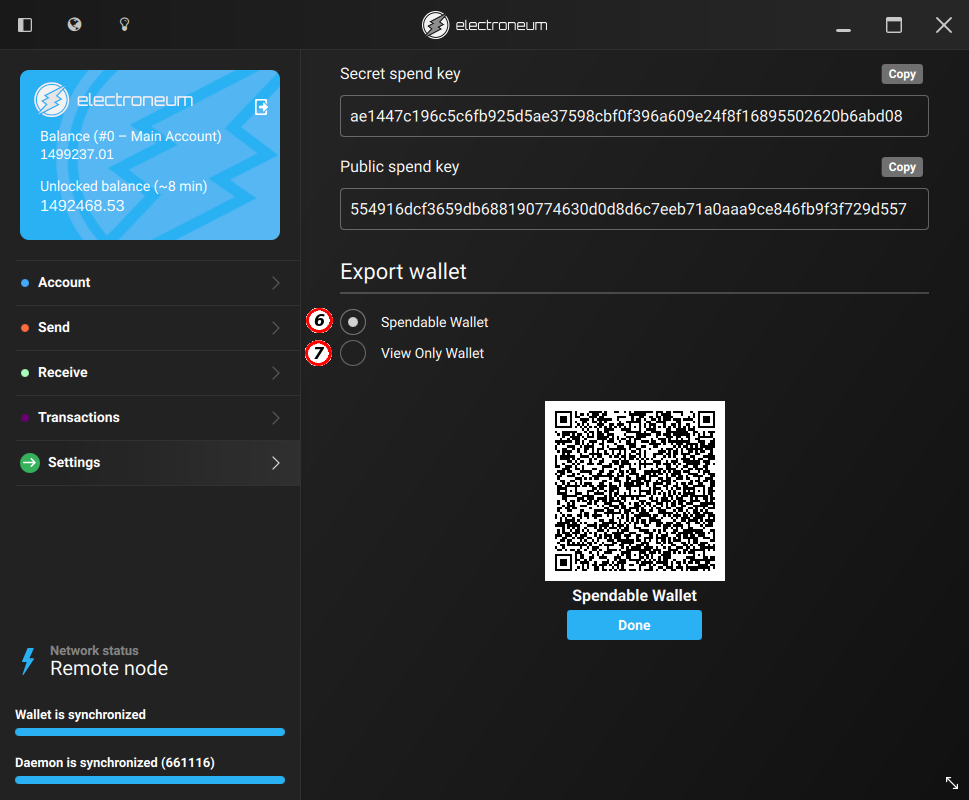 electroneum
electroneum
Balance (#0 – Main Account)
1499237.01
Unlocked balance (~8 min)
1492468.53
Account
Send
Receive
Transactions
Settings
Network status
Remote node
Wallet is synchronized
Daemon is synchronized (661116)
Secret spend key
Copy
ae1447c196c5c6fb925d5ae37598cbf0f396a609e24f8f16895502620b6abd08
Public spend key
Copy
554916dcf3659db688190774630d0d8d6c7eeb71a0aaa9ce846fb9f3f729d557
Export wallet
6 Spendable Wallet
7 View Only Wallet
Spendable Wallet
Done